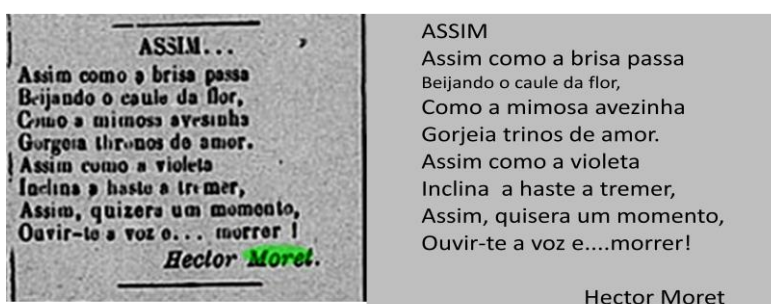 ASSIM...
Assim como a brisa passa
Beijando o caule da flor,
Como a mimosa avesinha
Gorgeia thronos de amor.
Assim como a violeta
Inclina a haste a tremer,
Assim, quizera um momento,
Ouvir-te a voz e... morrer !
Hector Moret.
ASSIM
Assim como a brisa passa
Beijando o caule da flor,
Como a mimosa avezinha
Gorjeia trinos de amor.
Assim como a violeta
Inclina a haste a tremer,
Assim, quisera um momento,
Ouvir-te a voz e....morrer!
Hector Moret